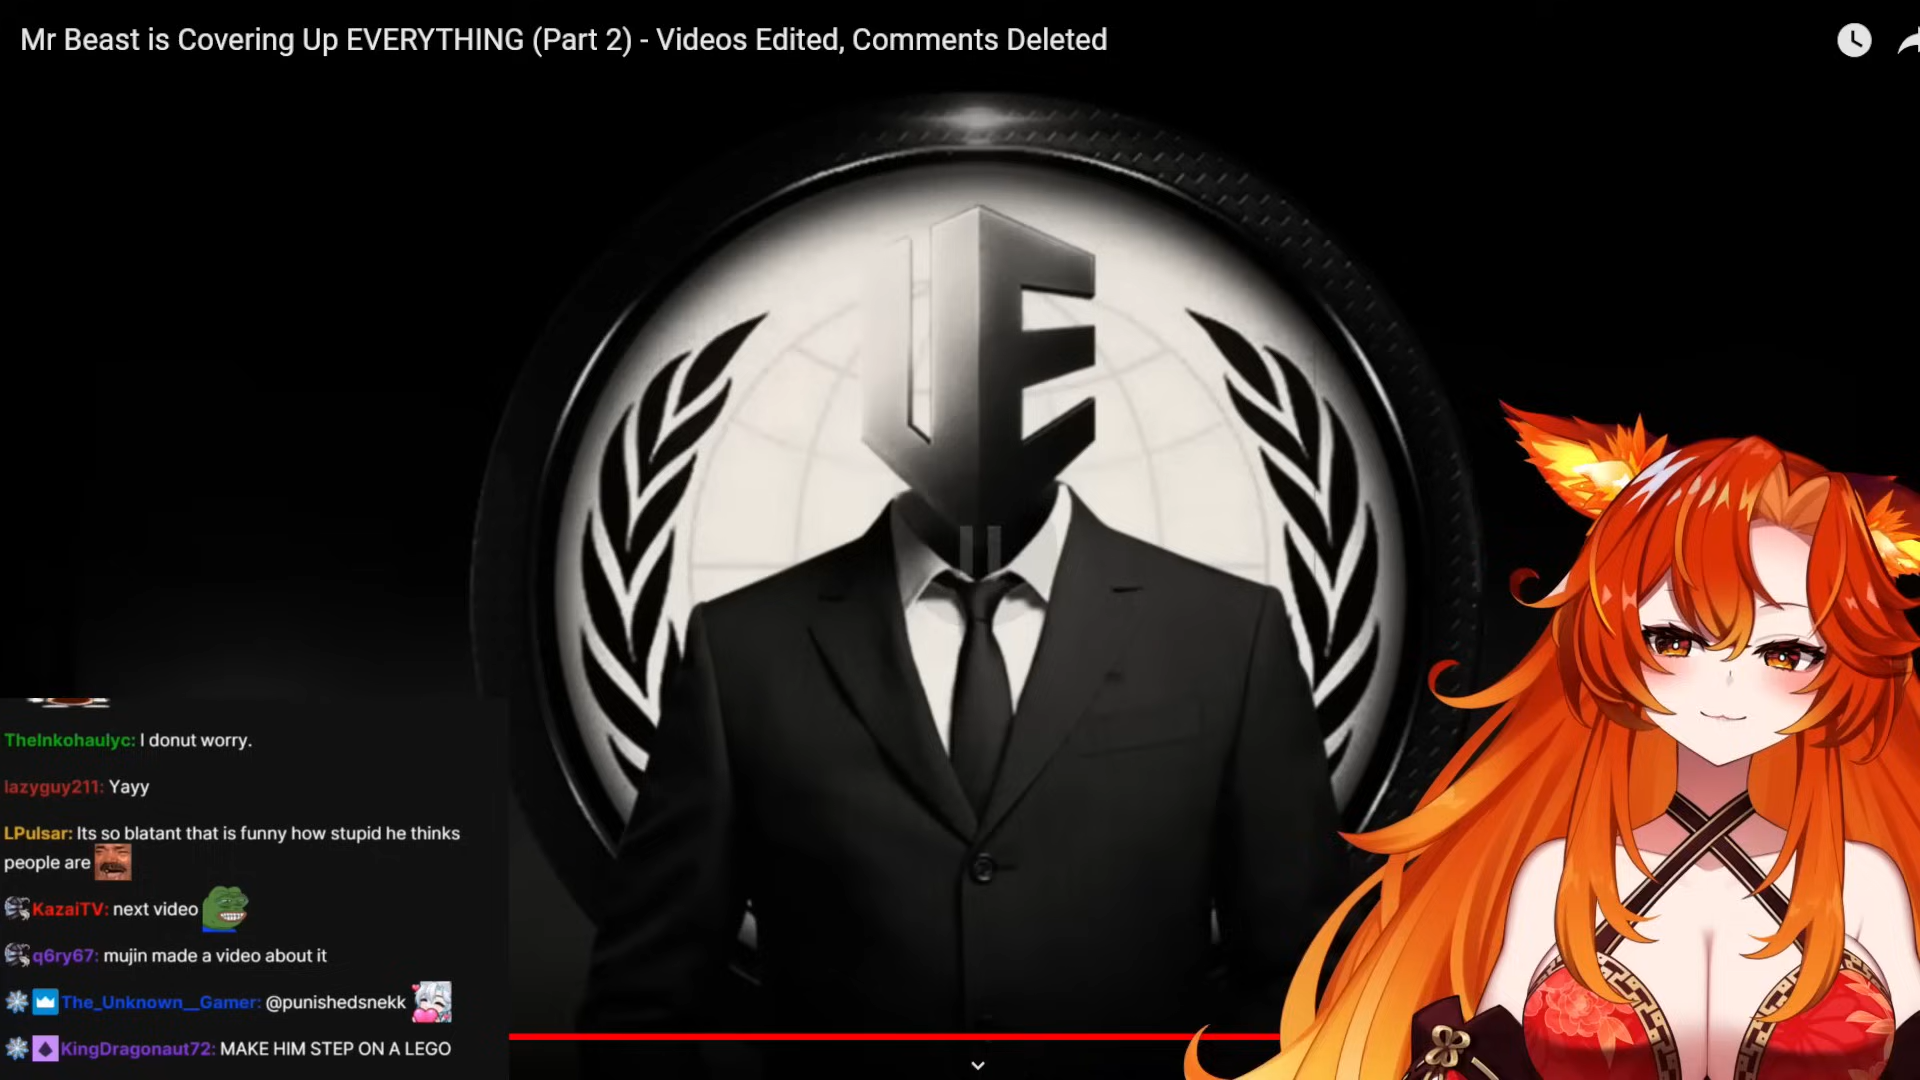 Mr Beast is Covering Up EVERYTHING (Part 2) - Videos Edited, Comments Deleted
UE
TheInkohaulyc: I donut worry.
lazyguy211: Yayy
LPulsar: Its so blatant that is funny how stupid he thinks
people are
KazaiTV: next video
q6ry67: mujin made a video about it
The_Unknown__Gamer: @punishedsnekk
KingDragonaut72: MAKE HIM STEP ON A LEGO